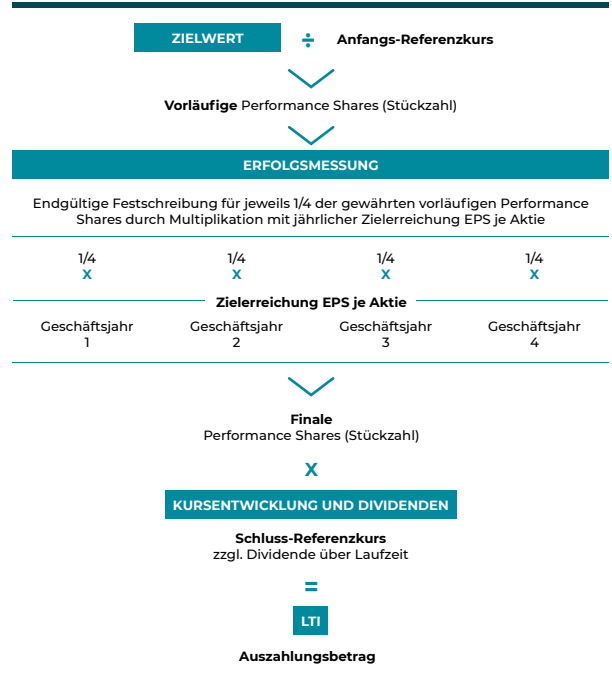 ZIELWERT ÷ Anfangs-Referenzkurs
Vorläufige Performance Shares (Stückzahl)
ERFOLGSMESSUNG
Endgültige Festschreibung für jeweils 1/4 der gewährten vorläufigen Performance
Shares durch Multiplikation mit jährlicher Zielerreichung EPS je Aktie
1/4 1/4 1/4 1/4
X X X X
Zielerreichung EPS je Aktie
Geschäftsjahr Geschäftsjahr Geschäftsjahr Geschäftsjahr
1 2 3 4
Finale
Performance Shares (Stückzahl)
X
KURSENTWICKLUNG UND DIVIDENDEN
Schluss-Referenzkurs
zzgl. Dividende über Laufzeit
=
LTI
Auszahlungsbetrag